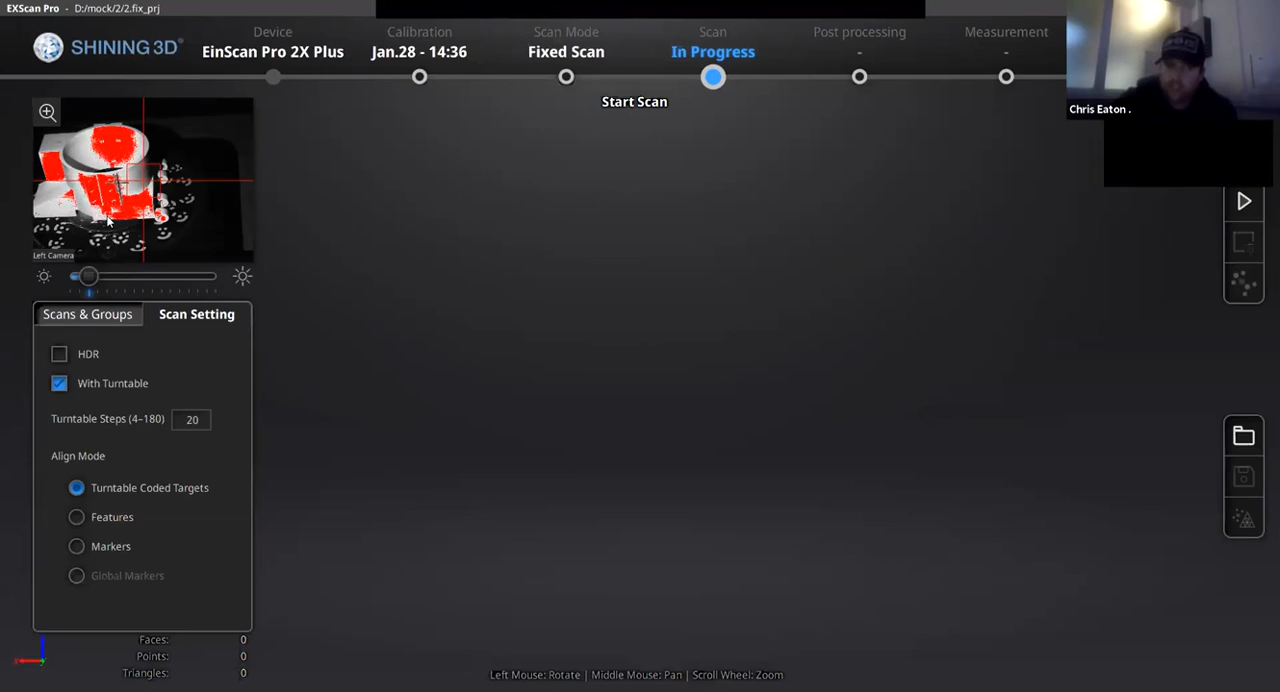 EXScan Pro - D:/mock/2/2.fix_prj
SHINING 3D®
Device
EinScan Pro 2X Plus
Calibration
Jan.28 - 14:36
Scan Mode
Fixed Scan
Scan
In Progress
Post processing
-
Measurement
-
Chris Eaton .
Start Scan
Left Camera
Scans & Groups
Scan Setting
HDR
With Turntable
Turntable Steps (4–180) 20
Align Mode
Turntable Coded Targets
Features
Markers
Global Markers
Faces: 0
Points: 0
Triangles: 0
Left Mouse: Rotate | Middle Mouse: Pan | Scroll Wheel: Zoom